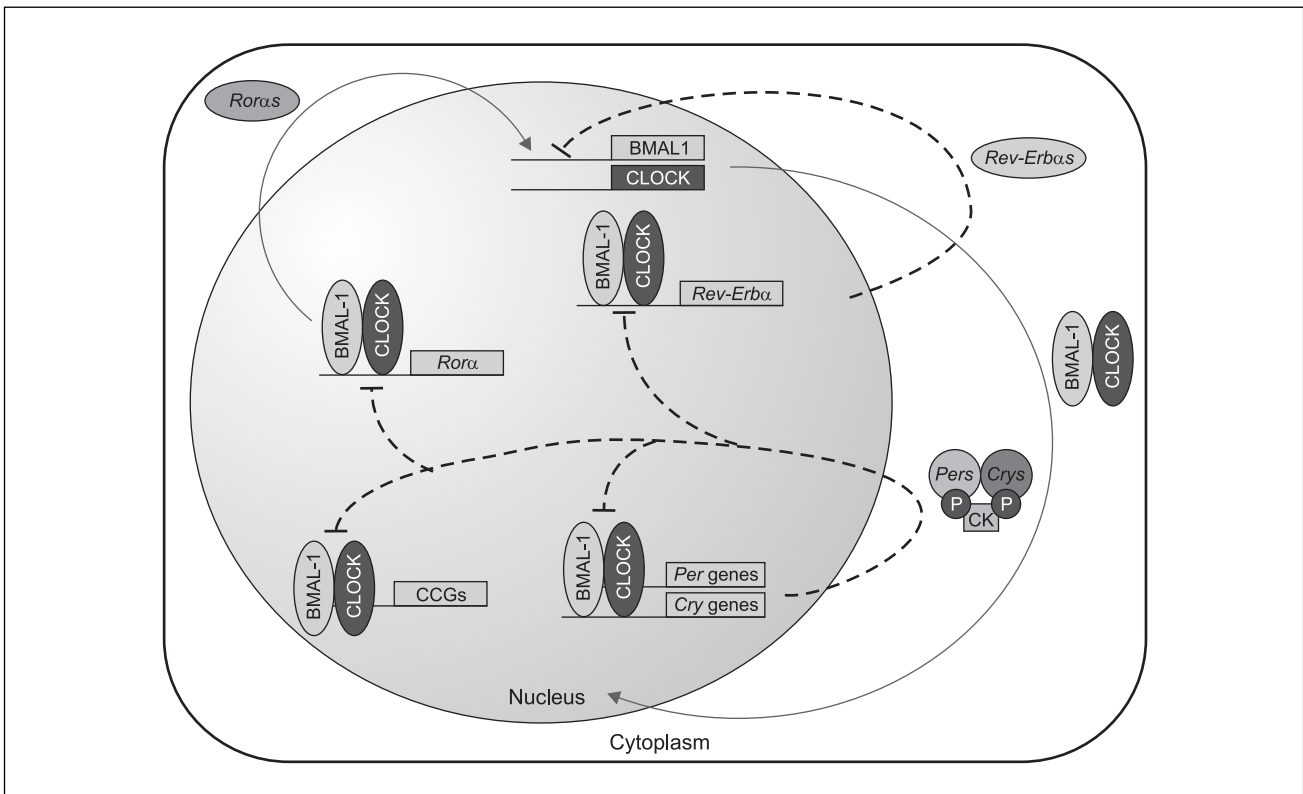 Rorαs
Rev-Erbαs
BMAL1
CLOCK
BMAL-1
CLOCK
Rev-Erbα
BMAL-1
CLOCK
Rorα
BMAL-1
CLOCK
Pers
Crys
P
P
CK
BMAL-1
CLOCK
CCGs
BMAL-1
CLOCK
Per genes
Cry genes
Nucleus
Cytoplasm